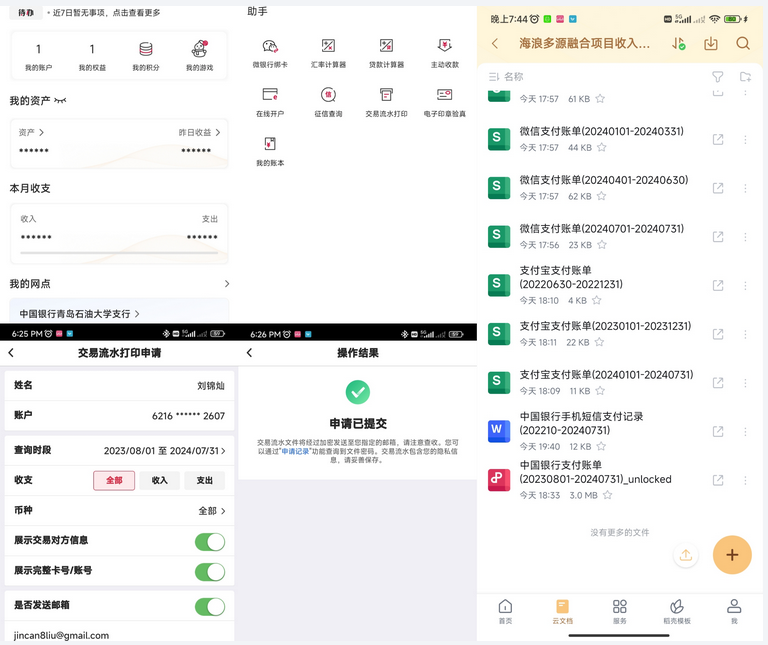 待办 • 近7日暂无事项，点击查看更多
1
我的账户
1
我的权益
我的积分
我的游戏
我的资产
资产
昨日收益
******
******
本月收支
收入
支出
******
******
我的网点
中国银行青岛石油大学支行
助手
微银行绑卡
汇率计算器
贷款计算器
主动收款
在线开户
征信查询
交易流水打印
电子印章验真
我的账本
6:25 PM
交易流水打印申请
姓名
刘锦灿
账户
6216 ****** 2607
查询时段
2023/08/01 至 2024/07/31
收支
全部
收入
支出
币种
全部
展示交易对方信息
展示完整卡号/账号
是否发送邮箱
jincan8liu@gmail.com
6:26 PM
操作结果
申请已提交
交易流水文件将经过加密发送至您指定的邮箱，请注意查收。您可
以通过"申请记录"功能查询到文件密码。交易流水包含您的隐私信
息，请妥善保存。
晚上7:44
海浪多源融合项目收入...
名称
今天 17:57 61 KB
微信支付账单(20240101-20240331)
今天 17:57 44 KB
微信支付账单(20240401-20240630)
今天 17:57 62 KB
微信支付账单(20240701-20240731)
今天 17:56 23 KB
支付宝支付账单
(20220630-20221231)
今天 18:10 4 KB
支付宝支付账单(20230101-20231231)
今天 18:11 22 KB
支付宝支付账单(20240101-20240731)
今天 18:09 11 KB
中国银行手机短信支付记录
(202210-20240731)
今天 19:40 12 KB
中国银行支付账单
(20230801-20240731)_unlocked
今天 18:33 3.0 MB
没有更多的文件
首页
云文档
服务
稻壳模板
我